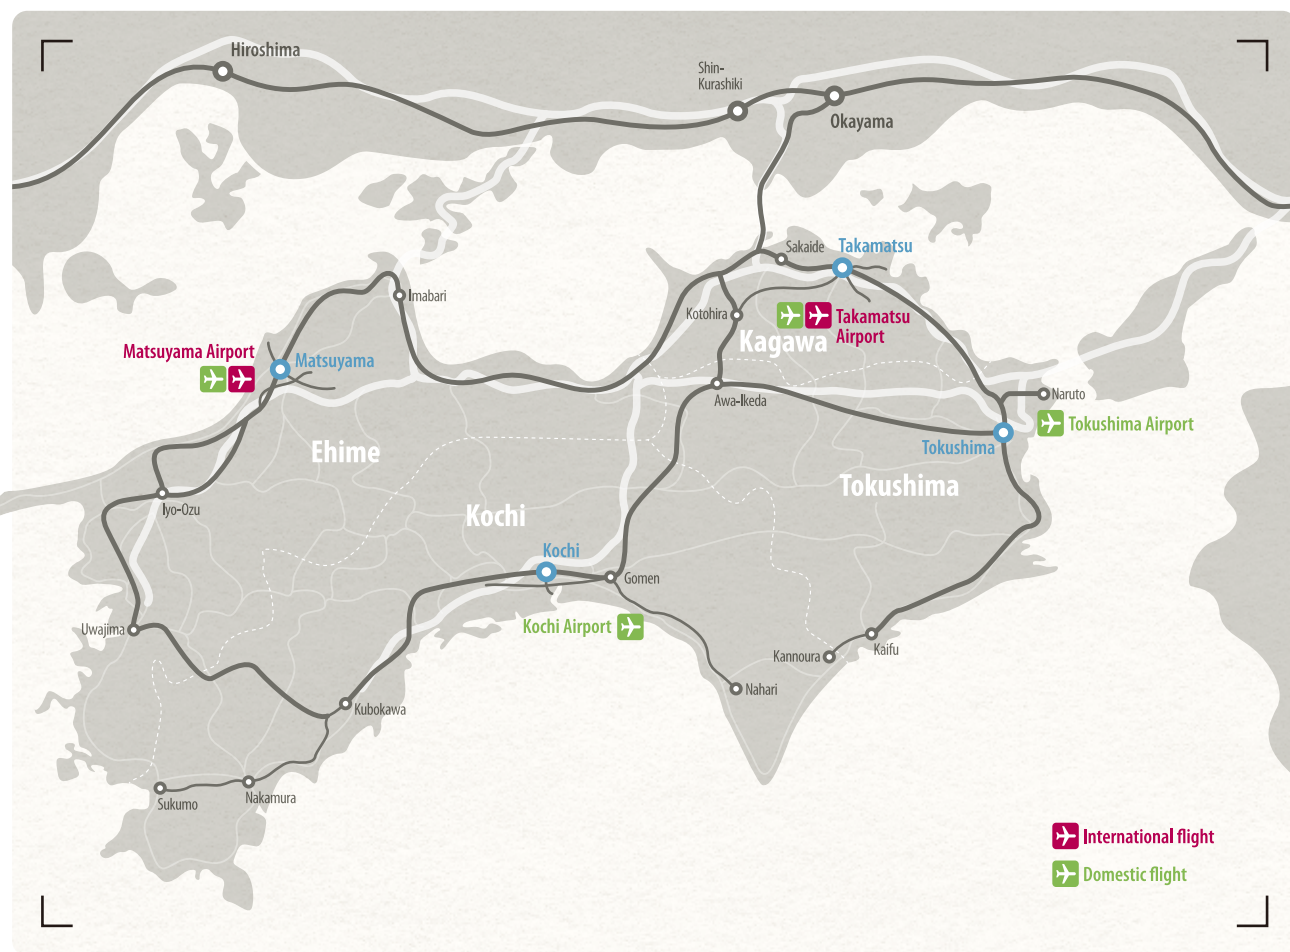 Hiroshima
Shin-
Kurashiki
Okayama
Sakaide
Takamatsu
Imabari
Kotohira
Takamatsu
Airport
Kagawa
Matsuyama Airport
Matsuyama
Awa-Ikeda
Naruto
Tokushima Airport
Tokushima
Ehime
Tokushima
Iyo-Ozu
Kochi
Kochi
Gomen
Kochi Airport
Uwajima
Kannoura
Kaifu
Nahari
Kubokawa
Sukumo
Nakamura
International flight
Domestic flight